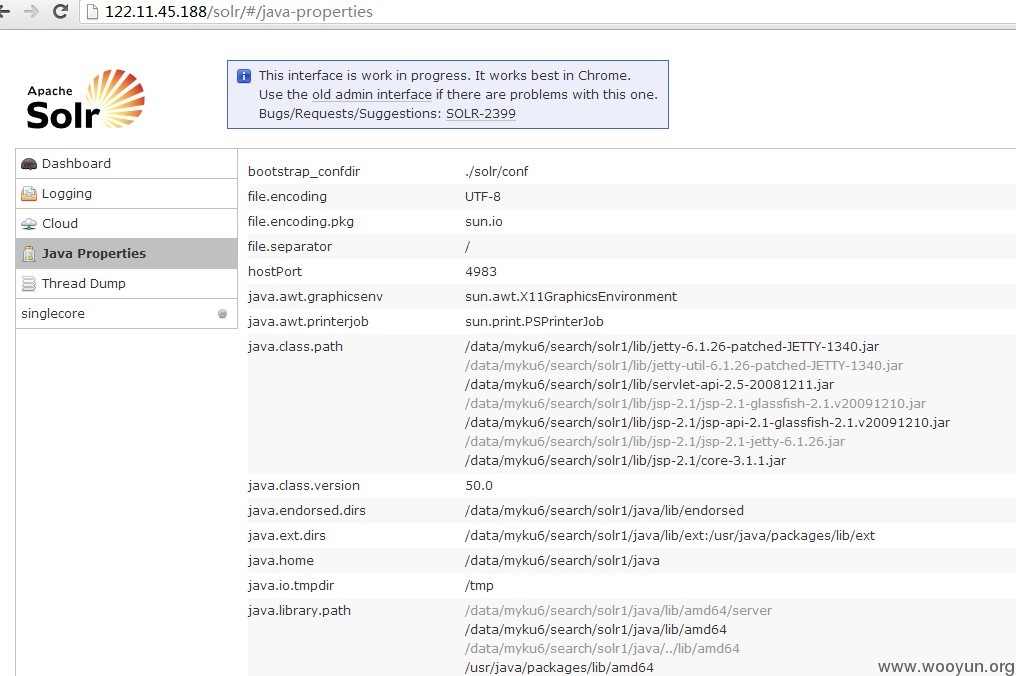 122.11.45.188/solr/#/java-properties
Apache
Solr
This interface is work in progress. It works best in Chrome.
Use the old admin interface if there are problems with this one.
Bugs/Requests/Suggestions: SOLR-2399
Dashboard
Logging
Cloud
Java Properties
Thread Dump
singlecore
bootstrap_confdir ./solr/conf
file.encoding UTF-8
file.encoding.pkg sun.io
file.separator /
hostPort 4983
java.awt.graphicsenv sun.awt.X11GraphicsEnvironment
java.awt.printerjob sun.print.PSPrinterJob
java.class.path /data/myku6/search/solr1/lib/jetty-6.1.26-patched-JETTY-1340.jar
/data/myku6/search/solr1/lib/jetty-util-6.1.26-patched-JETTY-1340.jar
/data/myku6/search/solr1/lib/servlet-api-2.5-20081211.jar
/data/myku6/search/solr1/lib/jsp-2.1/jsp-2.1-glassfish-2.1.v20091210.jar
/data/myku6/search/solr1/lib/jsp-2.1/jsp-api-2.1-glassfish-2.1.v20091210.jar
/data/myku6/search/solr1/lib/jsp-2.1/jsp-2.1-jetty-6.1.26.jar
/data/myku6/search/solr1/lib/jsp-2.1/core-3.1.1.jar
java.class.version 50.0
java.endorsed.dirs /data/myku6/search/solr1/java/lib/endorsed
java.ext.dirs /data/myku6/search/solr1/java/lib/ext:/usr/java/packages/lib/ext
java.home /data/myku6/search/solr1/java
java.io.tmpdir /tmp
java.library.path /data/myku6/search/solr1/java/lib/amd64/server
/data/myku6/search/solr1/java/lib/amd64
/data/myku6/search/solr1/java/../lib/amd64
/usr/java/packages/lib/amd64
www.wooyun.org